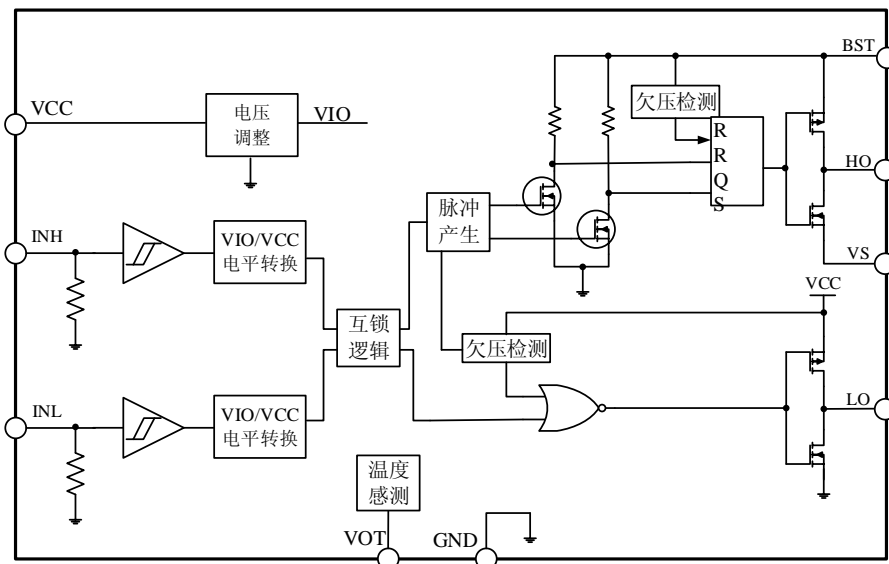 BST
VCC
电压
调整
VIO
欠压检测
R
R
Q
S
HO
脉冲
产生
INH
VIO/VCC
电平转换
VS
VCC
互锁
逻辑
欠压检测
INL
VIO/VCC
电平转换
LO
温度
感测
VOT
GND